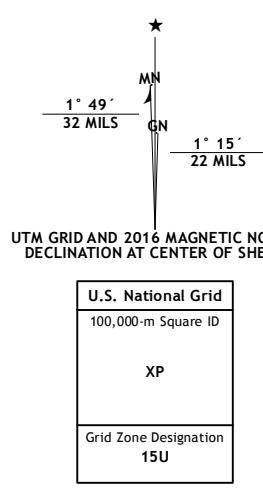 ★
MN
1° 49´
32 MILS
GN
1° 15´
22 MILS
UTM GRID AND 2016 MAGNETIC NO
DECLINATION AT CENTER OF SHE
U.S. National Grid
100,000-m Square ID
XP
Grid Zone Designation
15U